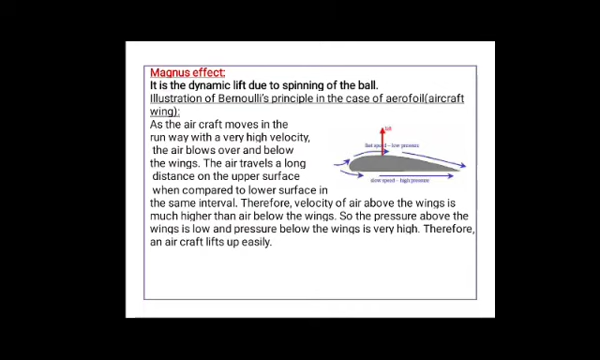 Magnus effect:
It is the dynamic lift due to spinning of the ball.
Illustration of Bernoulli's principle in the case of aerofoil(aircraft
wing):
As the air craft moves in the
run way with a very high velocity,
the air blows over and below
the wings. The air travels a long
distance on the upper surface
when compared to lower surface in
the same interval. Therefore, velocity of air above the wings is
much higher than air below the wings. So the pressure above the
wings is low and pressure below the wings is very high. Therefore,
an air craft lifts up easily.
lift
fast speed – low pressure
slow speed – high pressure